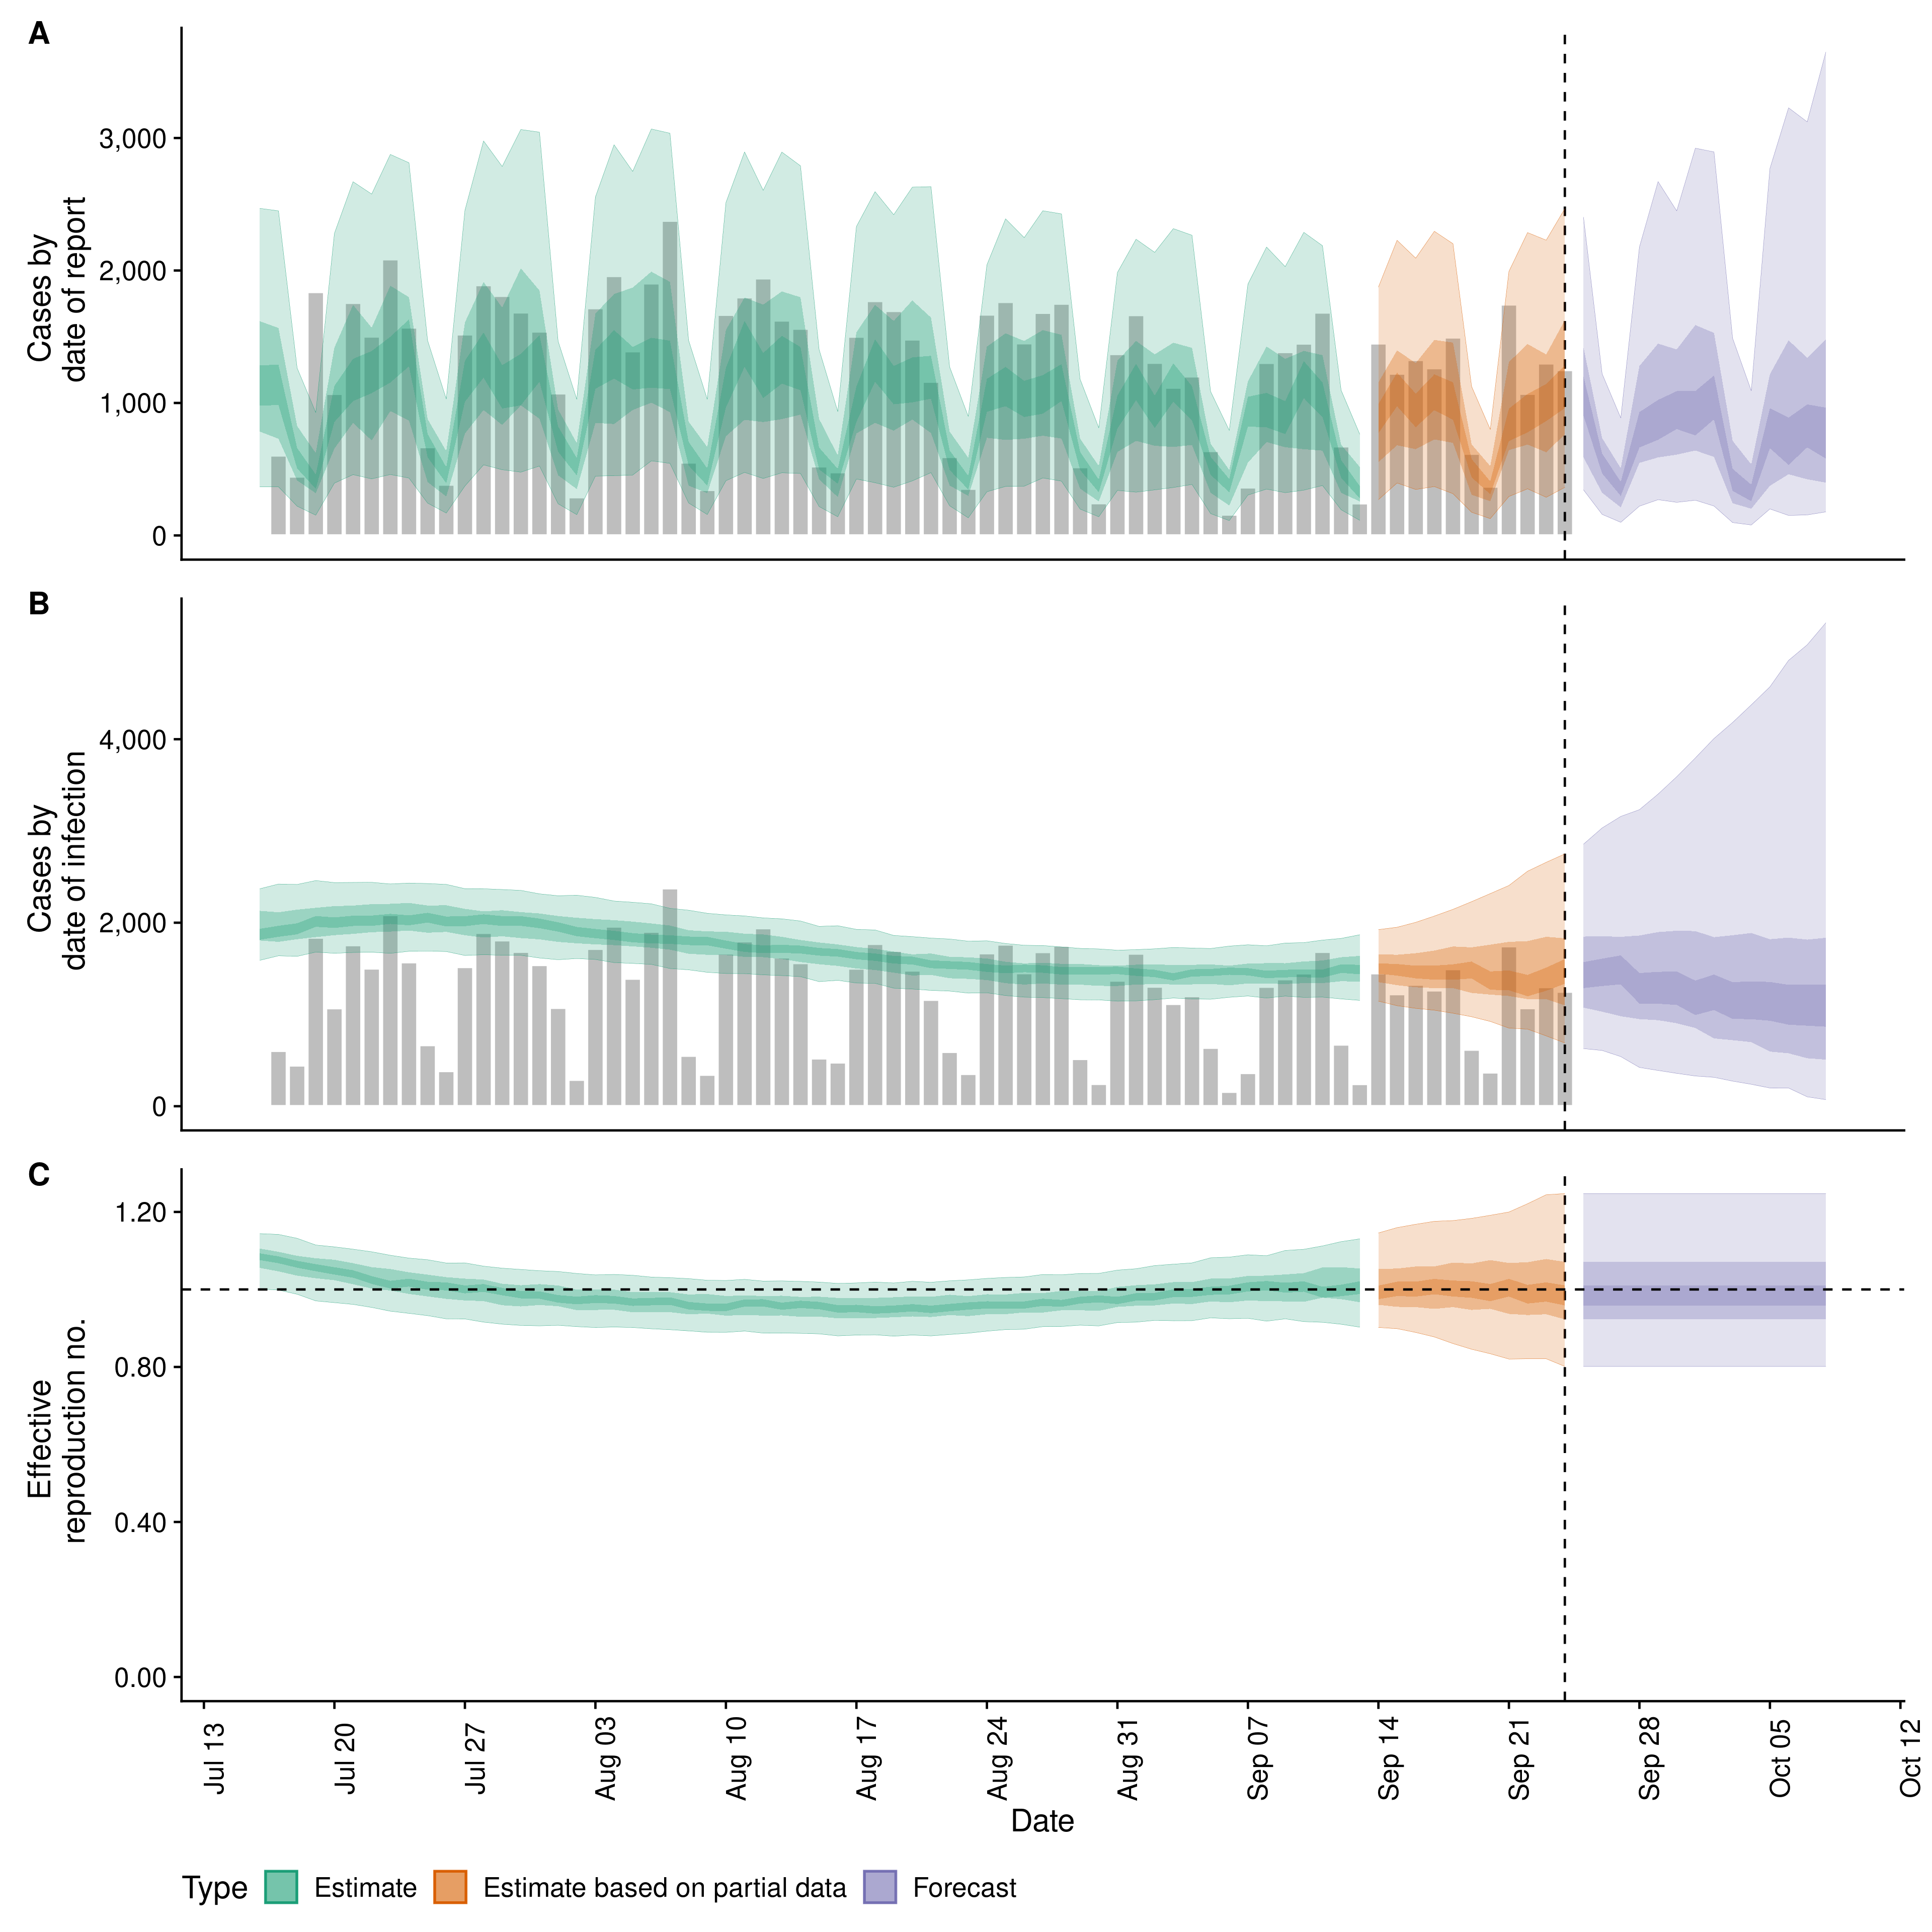 A
Cases by
date of report
3,000
2,000
1,000
0
B
Cases by
date of infection
4,000
2,000
0
C
Effective
reproduction no.
1.20
0.80
0.40
0.00
Jul 13
Jul 20
Jul 27
Aug 03
Aug 10
Aug 17
Aug 24
Aug 31
Sep 07
Sep 14
Sep 21
Sep 28
Oct 05
Oct 12
Date
Type Estimate Estimate based on partial data Forecast